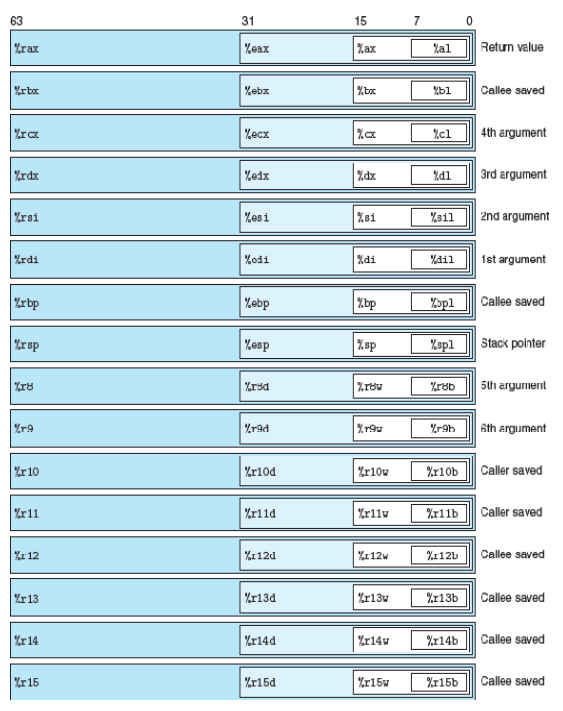 63 31 15 7 0
%rax %eax %ax %al Return value
%rbx %ebx %bx %bl Callee saved
%rcx %ecx %cx %cl 4th argument
%rdx %edx %dx %dl 3rd argument
%rsi %esi %si %sil 2nd argument
%rdi %edi %di %dil 1st argument
%rbp %ebp %bp %bpl Callee saved
%rsp %esp %sp %spl Stack pointer
%r8 %r8d %r8w %r8b 5th argument
%r9 %r9d %r9w %r9b 6th argument
%r10 %r10d %r10w %r10b Caller saved
%r11 %r11d %r11w %r11b Caller saved
%r12 %r12d %r12w %r12b Callee saved
%r13 %r13d %r13w %r13b Callee saved
%r14 %r14d %r14w %r14b Callee saved
%r15 %r15d %r15w %r15b Callee saved